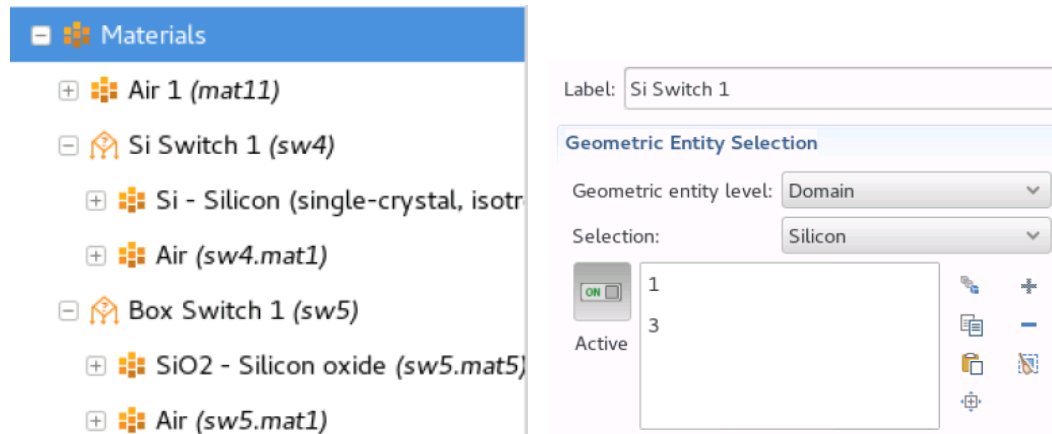 Materials
Air 1 (mat11)
Si Switch 1 (sw4)
Si - Silicon (single-crystal, isotr
Air (sw4.mat1)
Box Switch 1 (sw5)
SiO2 - Silicon oxide (sw5.mat5)
Air (sw5.mat1)
Label: Si Switch 1
Geometric Entity Selection
Geometric entity level: Domain
Selection: Silicon
ON
1
3
Active